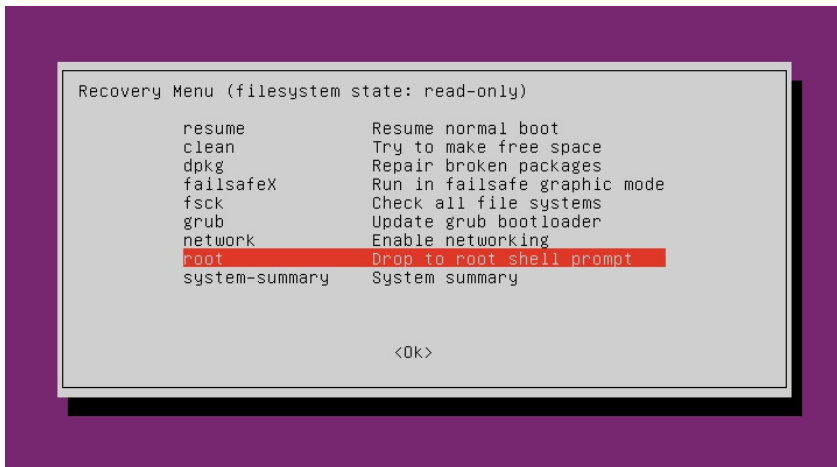 Recovery Menu (filesystem state: read-only)
resume Resume normal boot
clean Try to make free space
dpkg Repair broken packages
failsafeX Run in failsafe graphic mode
fsck Check all file systems
grub Update grub bootloader
network Enable networking
root Drop to root shell prompt
system-summary System summary
<Ok>